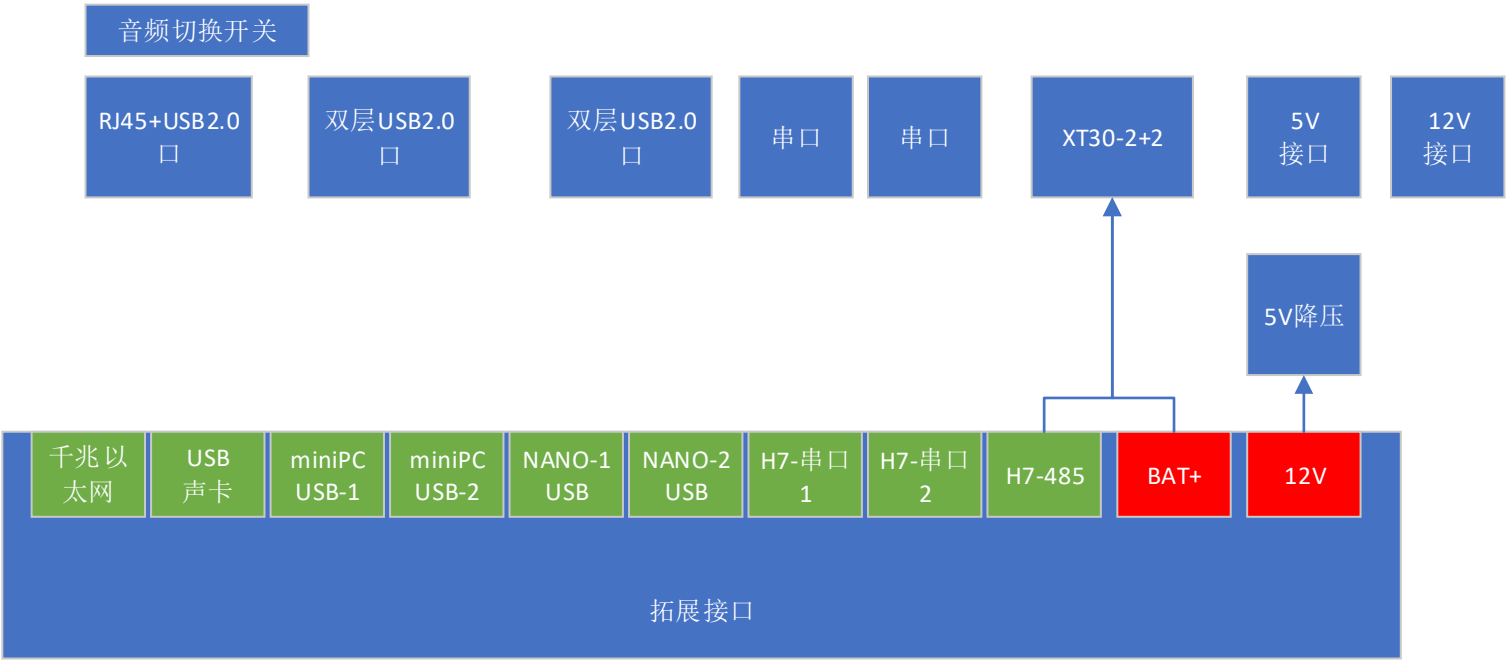 音频切换开关
RJ45+USB2.0
口
双层USB2.0
口
双层USB2.0
口
串口
串口
XT30-2+2
5V
接口
12V
接口
5V降压
千兆以
太网
USB
声卡
miniPC
USB-1
miniPC
USB-2
NANO-1
USB
NANO-2
USB
H7-串口
1
H7-串口
2
H7-485
BAT+
12V
拓展接口